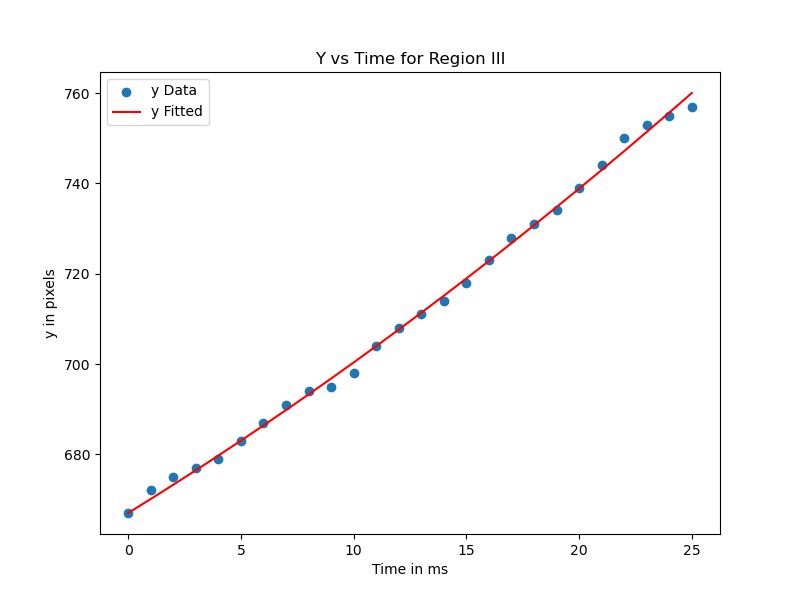 Y vs Time for Region III
y Data
y Fitted
760
740
720
700
680
y in pixels
0 5 10 15 20 25
Time in ms